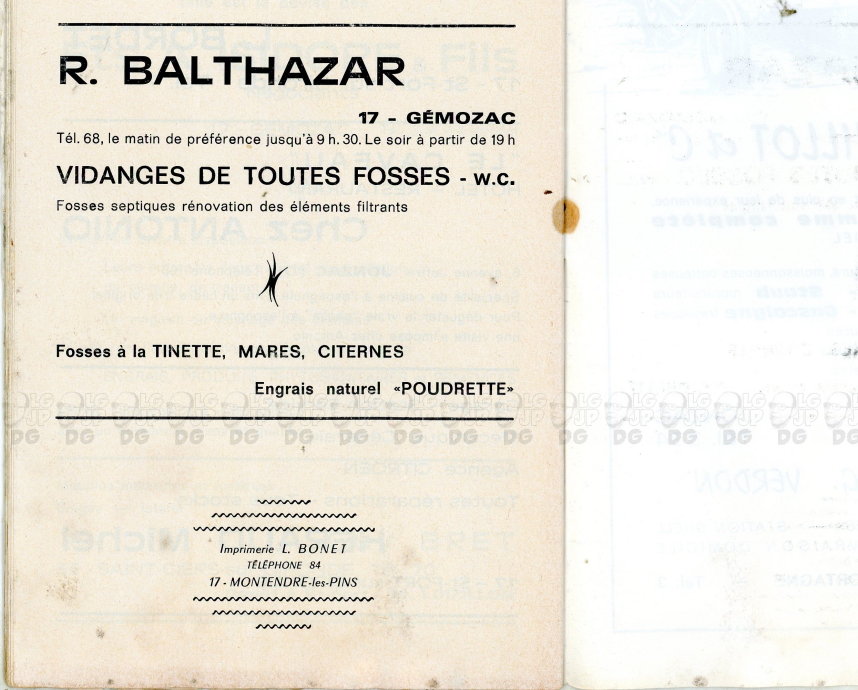 R. BALTHAZAR
17 - GÉMOZAC
Tél. 68, le matin de préférence jusqu'à 9 h. 30. Le soir à partir de 19 h
VIDANGES DE TOUTES FOSSES - W.C.
Fosses septiques rénovation des éléments filtrants
Fosses à la TINETTE, MARES, CITERNES
Engrais naturel «POUDRETTE»
Imprimerie L. BONET
TÉLÉPHONE 84
17 - MONTENDRE-les-PINS